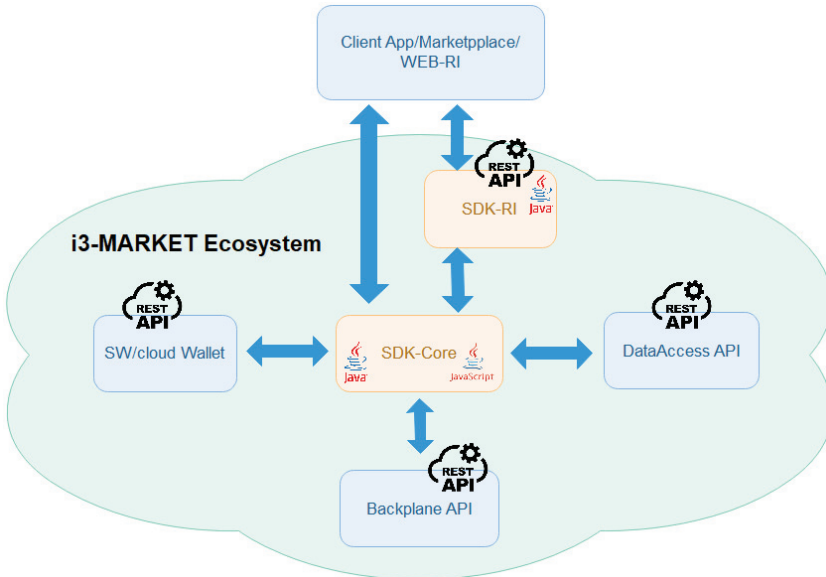 Client App/Marketpplace/
WEB-RI
REST
API
SDK-RI
Java
i3-MARKET Ecosystem
REST
API
SW/cloud Wallet
SDK-Core
Java
JavaScript
REST
API
DataAccess API
REST
API
Backplane API